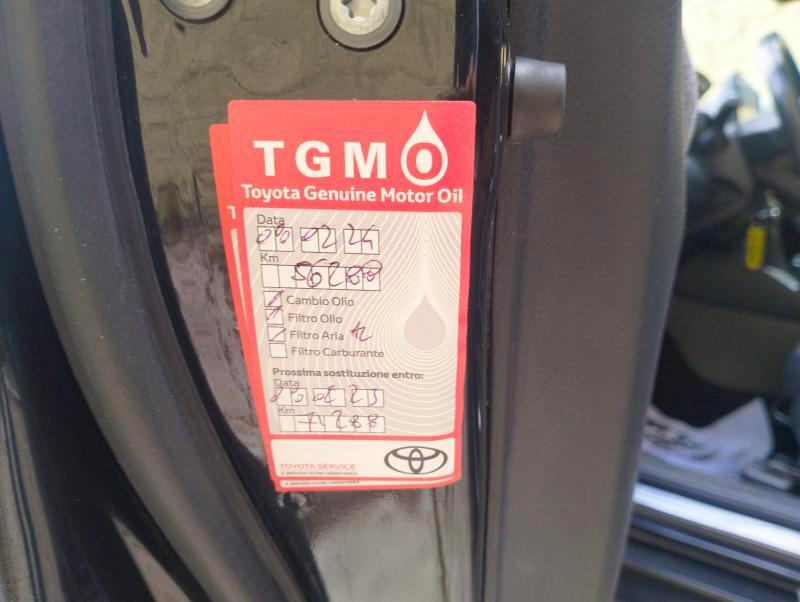 TGMO
Toyota Genuine Motor Oil
Data
Km
56288
Cambio Olio
Filtro Olio
Filtro Aria
Filtro Carburante
Prossima sostituzione entro:
Data
Km
71288
TOYOTA SERVICE